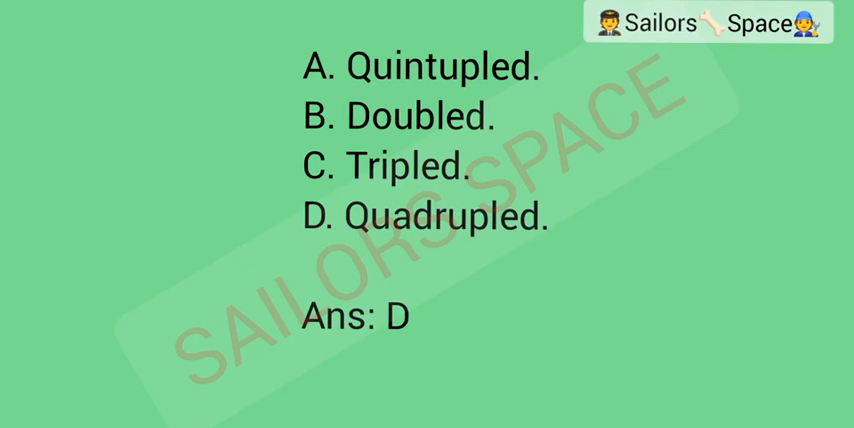 Sailors Space
A. Quintupled.
B. Doubled.
C. Tripled.
D. Quadrupled.
Ans: D
SAILORS SPACE